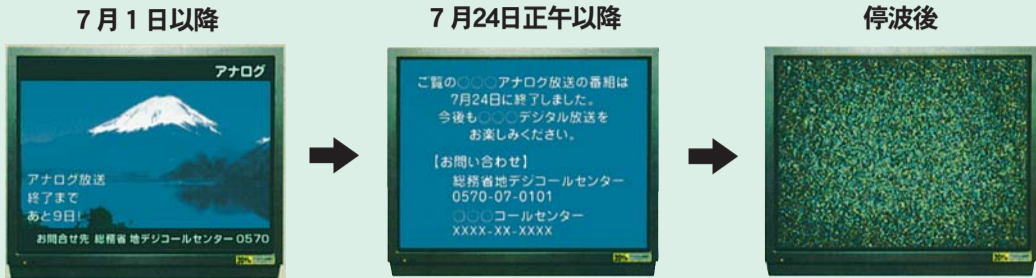 7月1日以降
アナログ
アナログ放送
終了まで
あと9日!
お問合せ先 総務省 地デジコールセンター 0570
7月24日正午以降
ご覧の○○○アナログ放送の番組は
7月24日に終了しました。
今後も○○○デジタル放送を
お楽しみください。
【お問い合わせ】
総務省地デジコールセンター
0570-07-0101
○○○コールセンター
XXXX-XX-XXXX
停波後